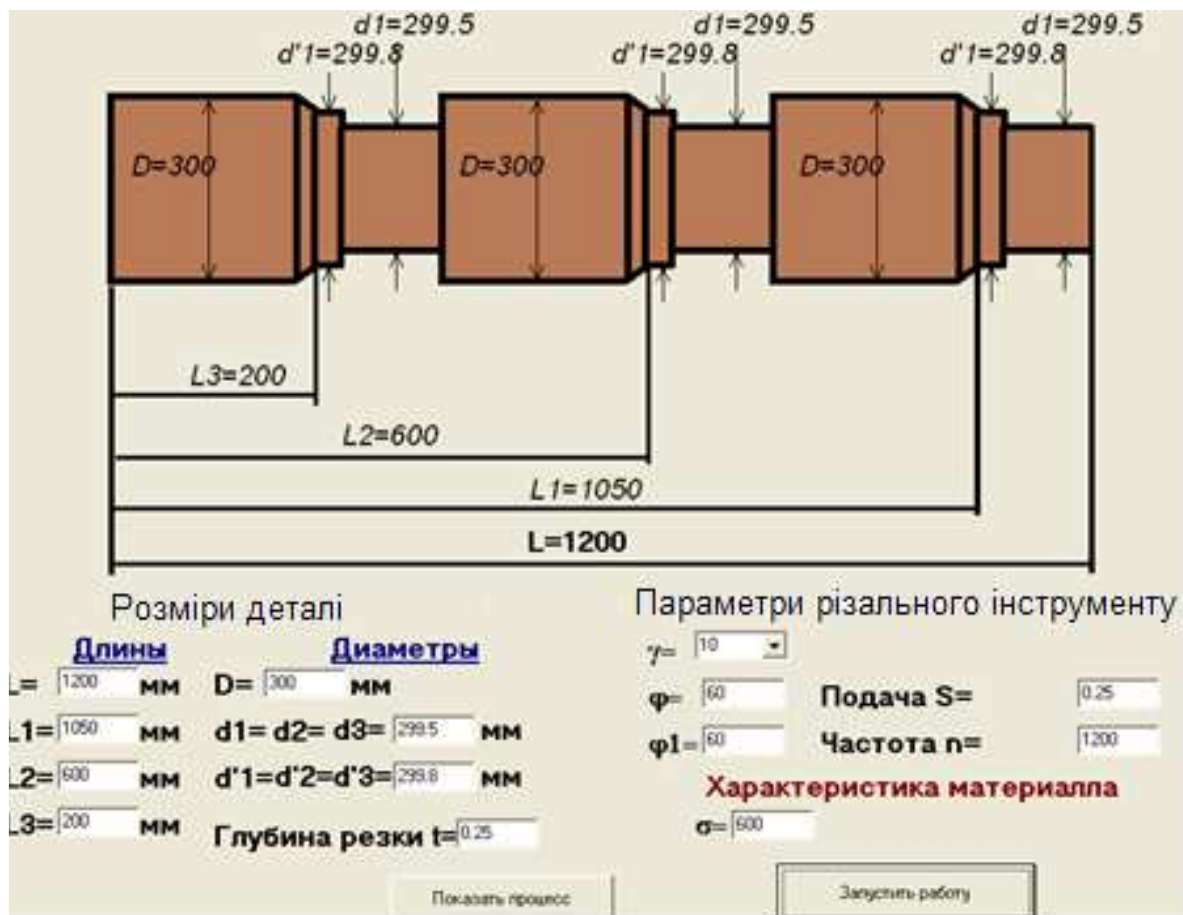 d1=299.5 d1=299.5 d1=299.5
d'1=299.8 d'1=299.8 d'1=299.8
D=300 D=300 D=300
L3=200
L2=600
L1=1050
L=1200
Розміри деталі
Параметри різального інструменту
Длины Диаметры
γ= 10
L= 1200 мм D= 300 мм
φ= 60 Подача S= 0.25
L1= 1050 мм d1= d2= d3= 299.5 мм
φ1= 60 Частота n= 1200
L2= 600 мм d'1=d'2=d'3= 299.8 мм
Характеристика материалла
L3= 200 мм Глубина резки t= 0.25
σ= 600
Показать процесс
Запустить работу